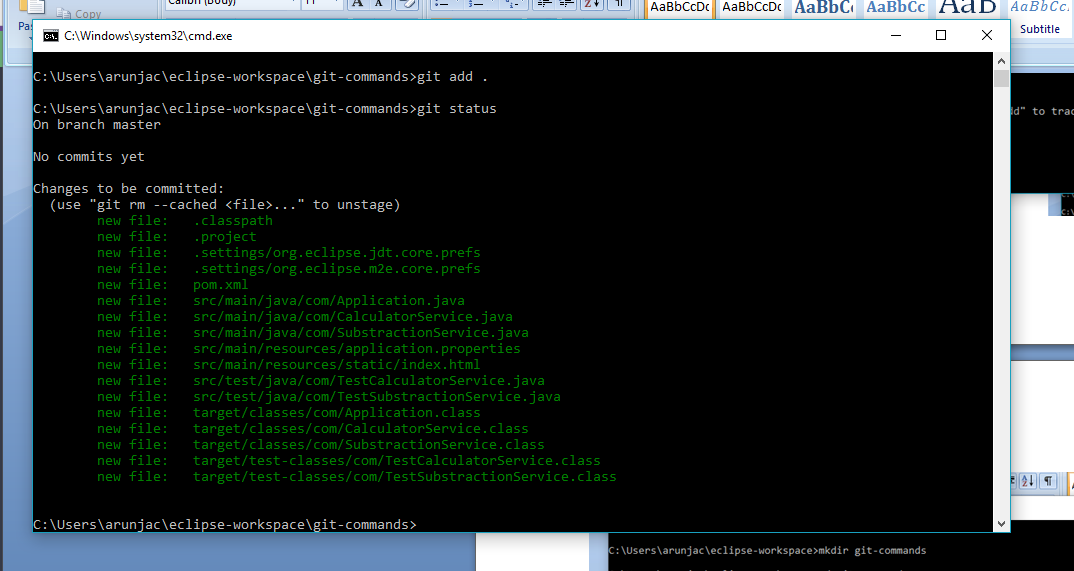 Calibri (Body)
11
AaBbCcDc
AaBbCcDc
AaBbC
AaBbCc
AaB
AaBbCc.
Pas
Copy
Subtitle
C:\Windows\system32\cmd.exe
C:\Users\arunjac\eclipse-workspace\git-commands>git add .
dd" to trac
C:\Users\arunjac\eclipse-workspace\git-commands>git status
On branch master
No commits yet
Changes to be committed:
(use "git rm --cached <file>..." to unstage)
new file:   .classpath
new file:   .project
new file:   .settings/org.eclipse.jdt.core.prefs
new file:   .settings/org.eclipse.m2e.core.prefs
new file:   pom.xml
new file:   src/main/java/com/Application.java
new file:   src/main/java/com/CalculatorService.java
new file:   src/main/java/com/SubstractionService.java
new file:   src/main/resources/application.properties
new file:   src/main/resources/static/index.html
new file:   src/test/java/com/TestCalculatorService.java
new file:   src/test/java/com/TestSubstractionService.java
new file:   target/classes/com/Application.class
new file:   target/classes/com/CalculatorService.class
new file:   target/classes/com/SubstractionService.class
new file:   target/test-classes/com/TestCalculatorService.class
new file:   target/test-classes/com/TestSubstractionService.class
C:\Users\arunjac\eclipse-workspace\git-commands>
C:\Users\arunjac\eclipse-workspace>mkdir git-commands